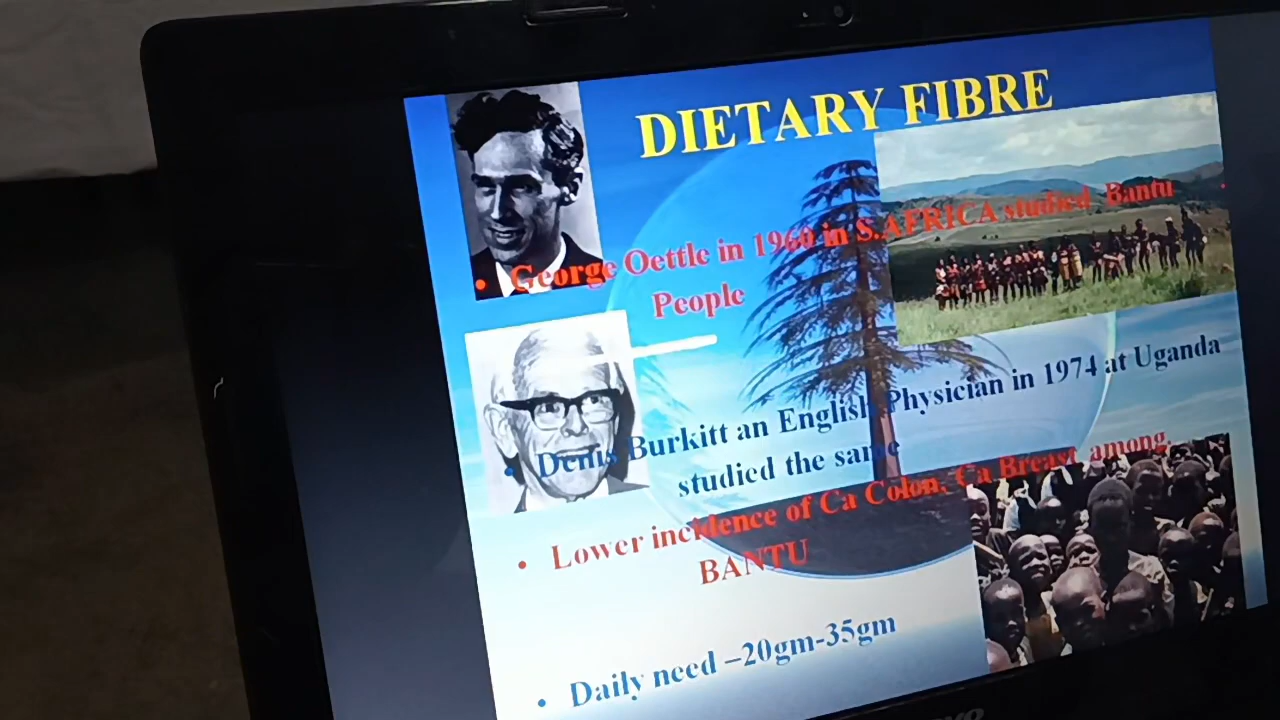 DIETARY FIBRE
• George Oettle in 1960 in S.AFRICA studied Bantu
People
• Denis Burkitt an English Physician in 1974 at Uganda
studied the same
• Lower incidence of Ca Colon, Ca Breast among
BANTU
• Daily need –20gm-35gm